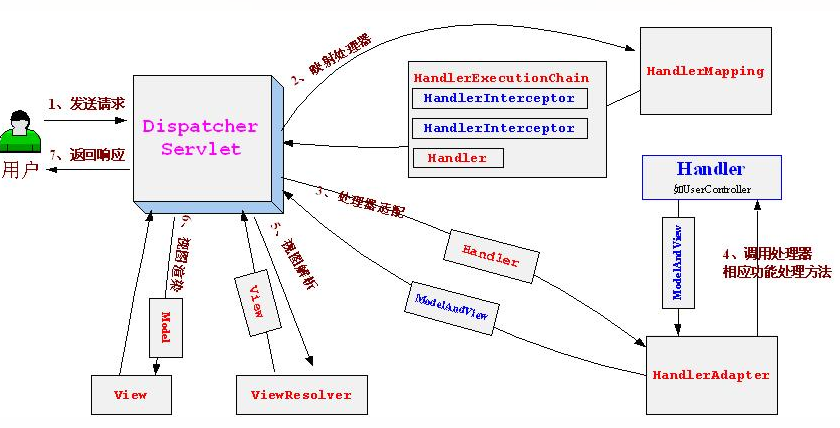 1、发送请求
7、返回响应
用户
Dispatcher
Servlet
2、映射处理器
HandlerExecutionChain
HandlerInterceptor
HandlerInterceptor
Handler
HandlerMapping
Handler
如UserController
ModelAndView
4、调用处理器
相应功能处理方法
3、处理器适配
Handler
ModelAndView
HandlerAdapter
5、视图解析
View
ViewResolver
6、视图渲染
Model
View